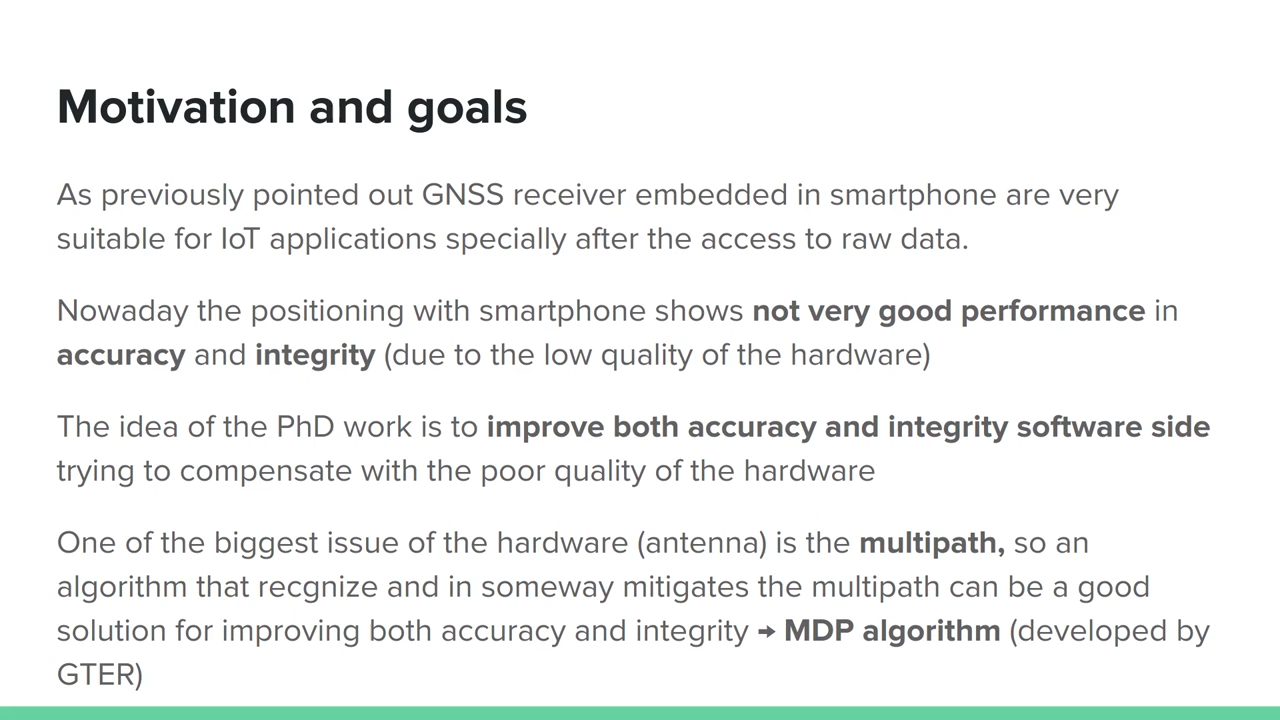 Motivation and goals
As previously pointed out GNSS receiver embedded in smartphone are very
suitable for IoT applications specially after the access to raw data.
Nowaday the positioning with smartphone shows not very good performance in
accuracy and integrity (due to the low quality of the hardware)
The idea of the PhD work is to improve both accuracy and integrity software side
trying to compensate with the poor quality of the hardware
One of the biggest issue of the hardware (antenna) is the multipath, so an
algorithm that recgnize and in someway mitigates the multipath can be a good
solution for improving both accuracy and integrity → MDP algorithm (developed by
GTER)